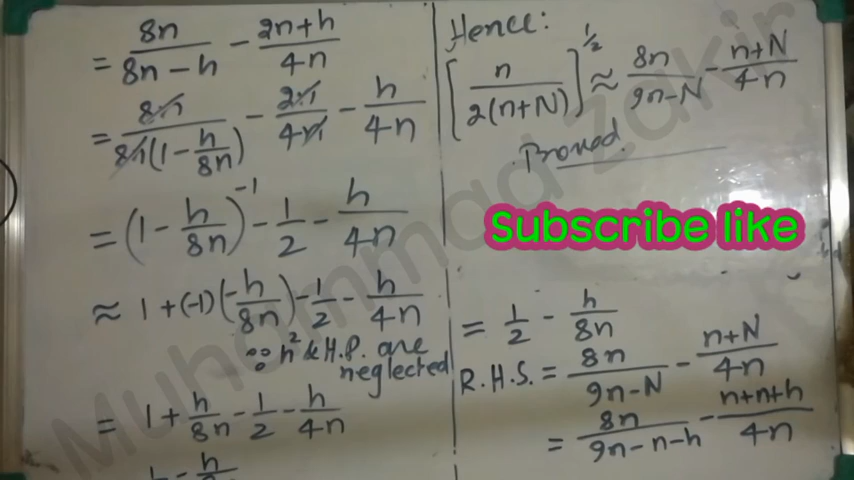 = 8n/(8n-h) - (2n+h)/4n
= 8n/(8n(1-h/8n)) - 2n/4n - h/4n
= (1-h/8n)^-1 - 1/2 - h/4n
≈ 1+(-1)(-h/8n) - 1/2 - h/4n
∵ h² & H.P. are
neglected
= 1+h/8n - 1/2 - h/4n
Hence:
[n/(2(n+N))]^1/2 ≈ 8n/(9n-N) - (n+N)/4n
Proved.
Subscribe like
= 1/2 - h/8n
R.H.S. = 8n/(9n-N) - (n+N)/4n
= 8n/(9n-n-h) - (n+n+h)/4n
Muhammad Zakir